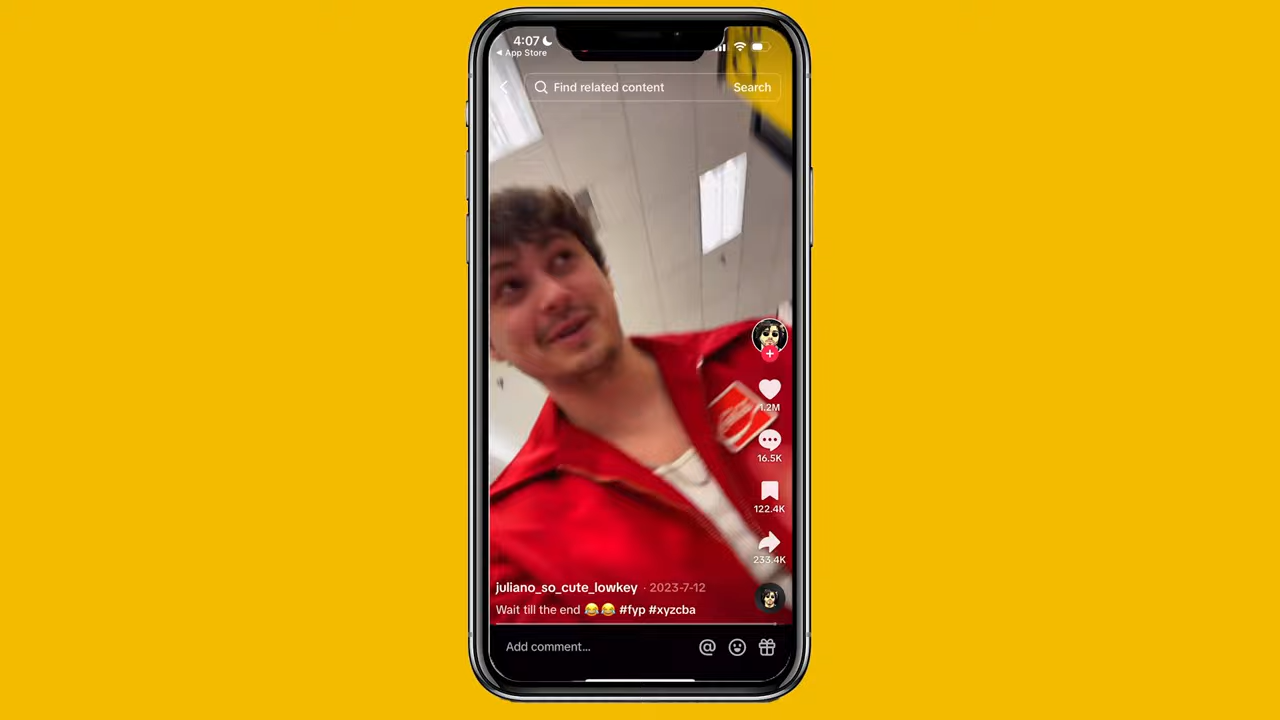 4:07
◀ App Store
Find related content
Search
1.2M
16.5K
122.4K
233.4K
juliano_so_cute_lowkey · 2023-7-12
Wait till the end 😂😂 #fyp #xyzcba
Add comment...